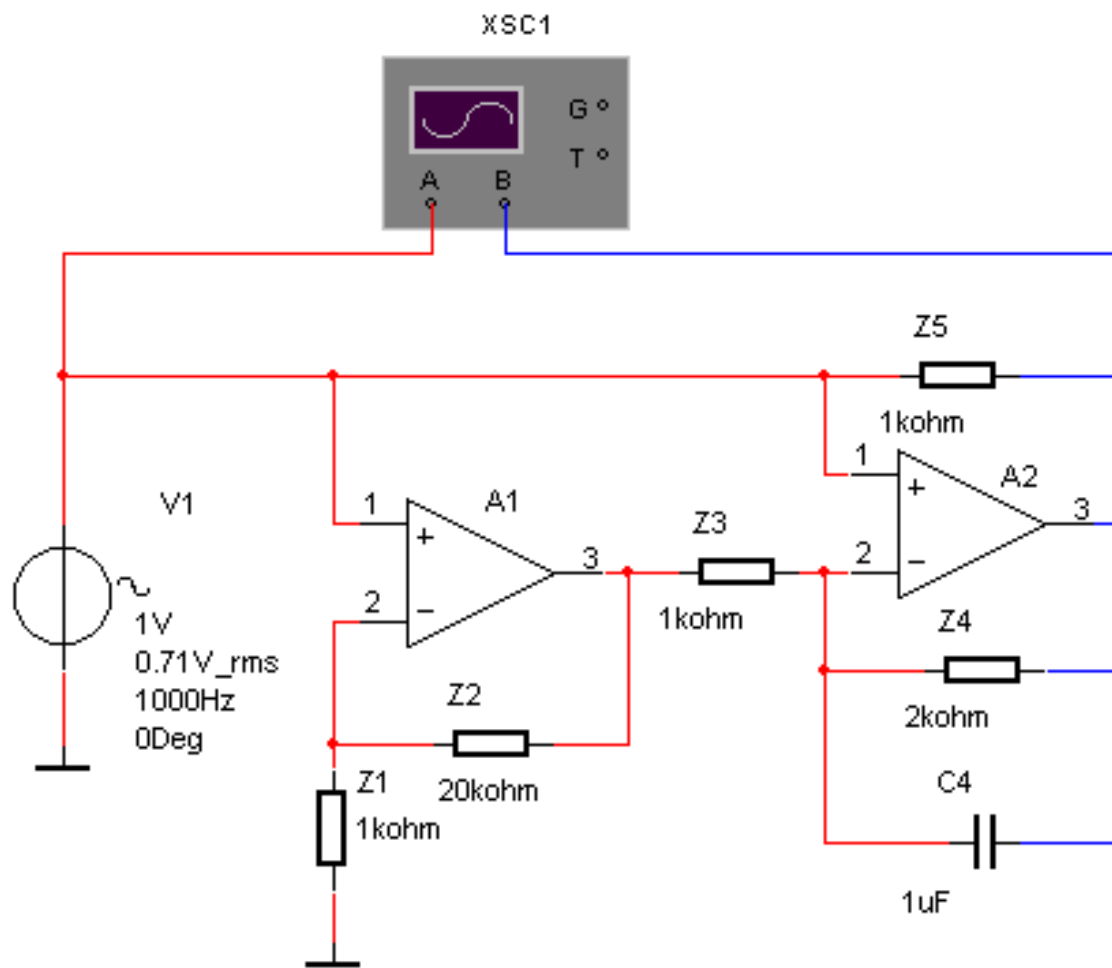 XSC1
G
T
A B
Z5
1kohm
1
A2
V1
1
A1
+
3
+
Z3
3
2
2
1V
−
1kohm
−
Z4
0.71V_rms
1000Hz
Z2
2kohm
0Deg
C4
Z1
20kohm
1kohm
1uF